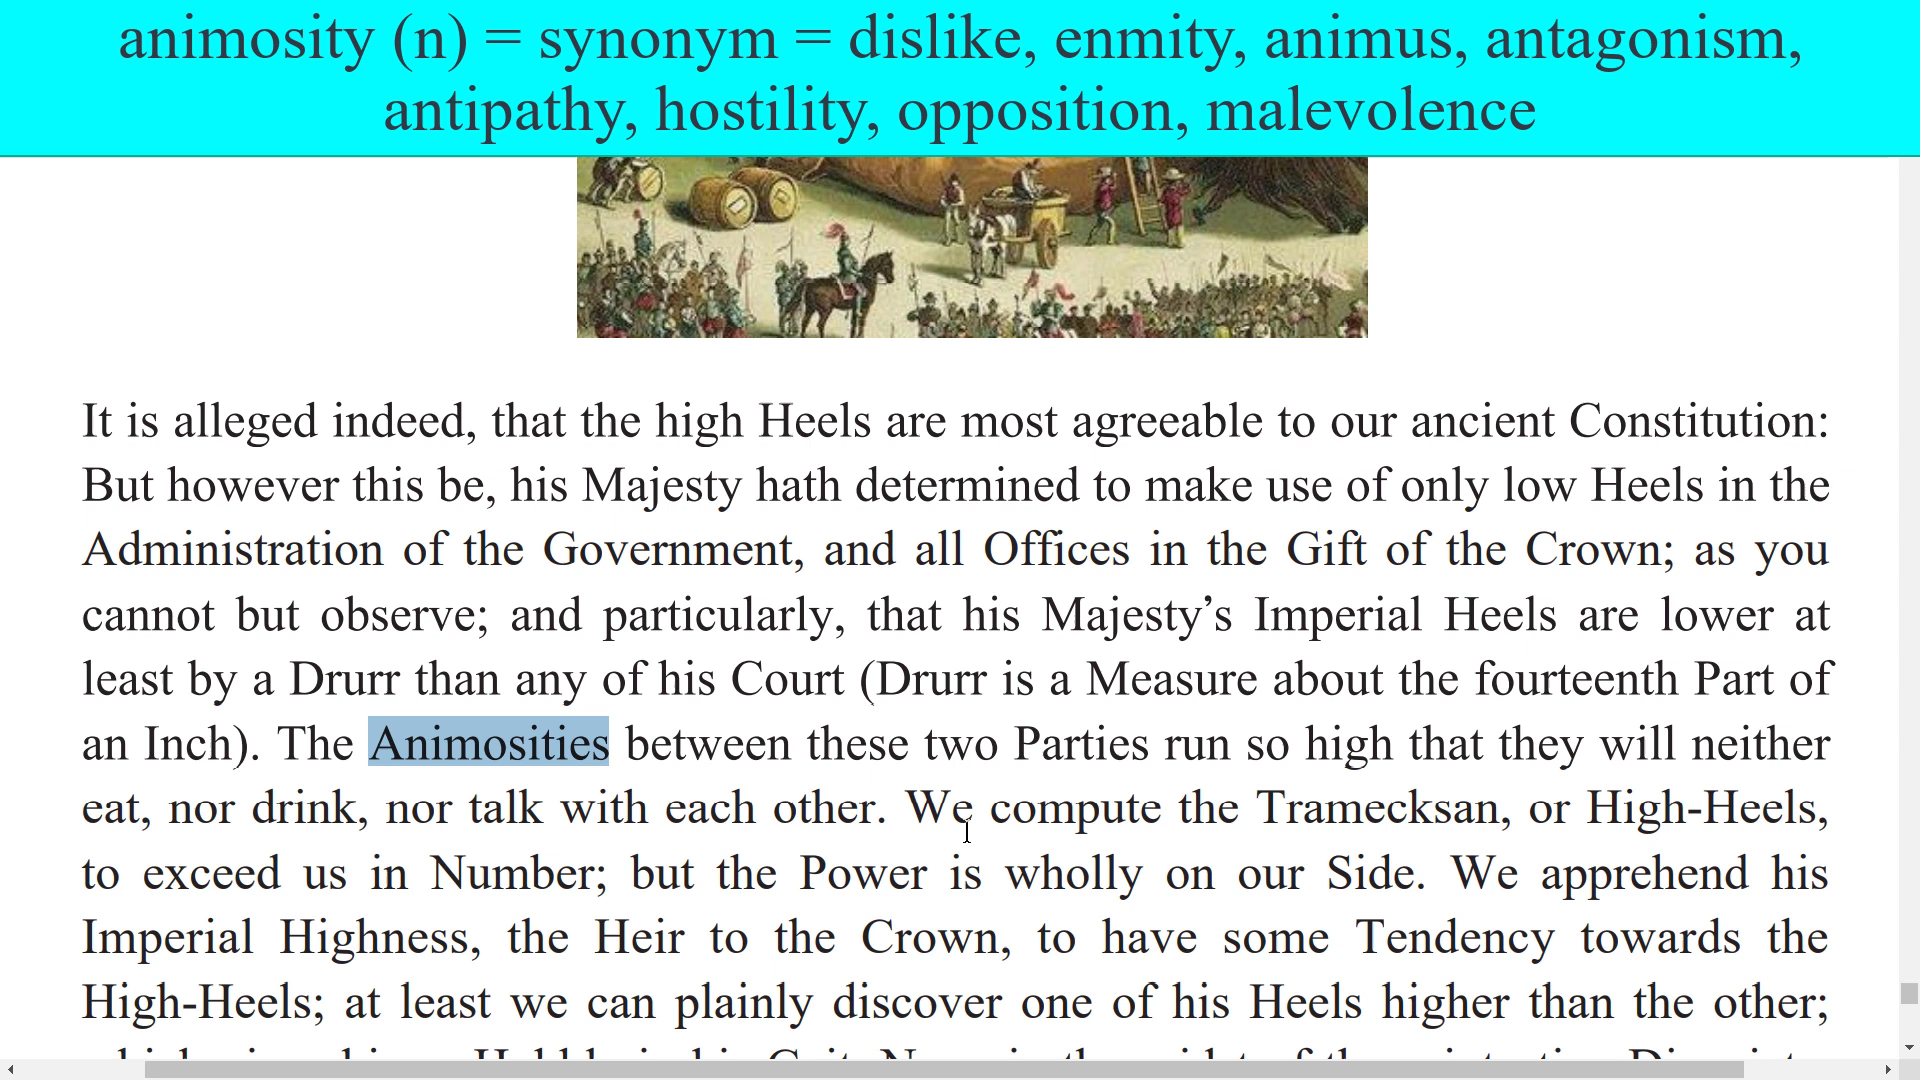 animosity (n) = synonym = dislike, enmity, animus, antagonism,
antipathy, hostility, opposition, malevolence
It is alleged indeed, that the high Heels are most agreeable to our ancient Constitution:
But however this be, his Majesty hath determined to make use of only low Heels in the
Administration of the Government, and all Offices in the Gift of the Crown; as you
cannot but observe; and particularly, that his Majesty’s Imperial Heels are lower at
least by a Drurr than any of his Court (Drurr is a Measure about the fourteenth Part of
an Inch). The Animosities between these two Parties run so high that they will neither
eat, nor drink, nor talk with each other. We compute the Tramecksan, or High-Heels,
to exceed us in Number; but the Power is wholly on our Side. We apprehend his
Imperial Highness, the Heir to the Crown, to have some Tendency towards the
High-Heels; at least we can plainly discover one of his Heels higher than the other;